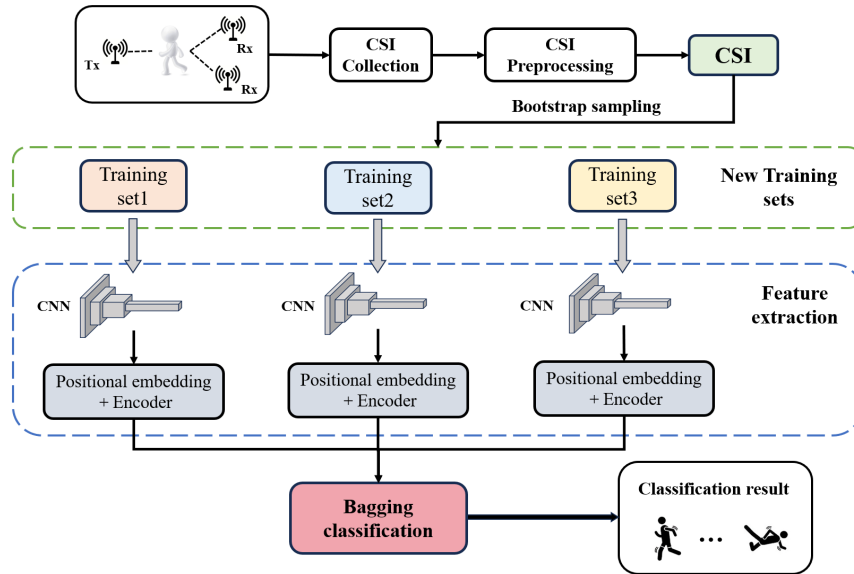 Tx
Rx
Rx
CSI
Collection
CSI
Preprocessing
CSI
Bootstrap sampling
Training
set1
Training
set2
Training
set3
New Training
sets
CNN
CNN
CNN
Feature
extraction
Positional embedding
+ Encoder
Positional embedding
+ Encoder
Positional embedding
+ Encoder
Bagging
classification
Classification result
...